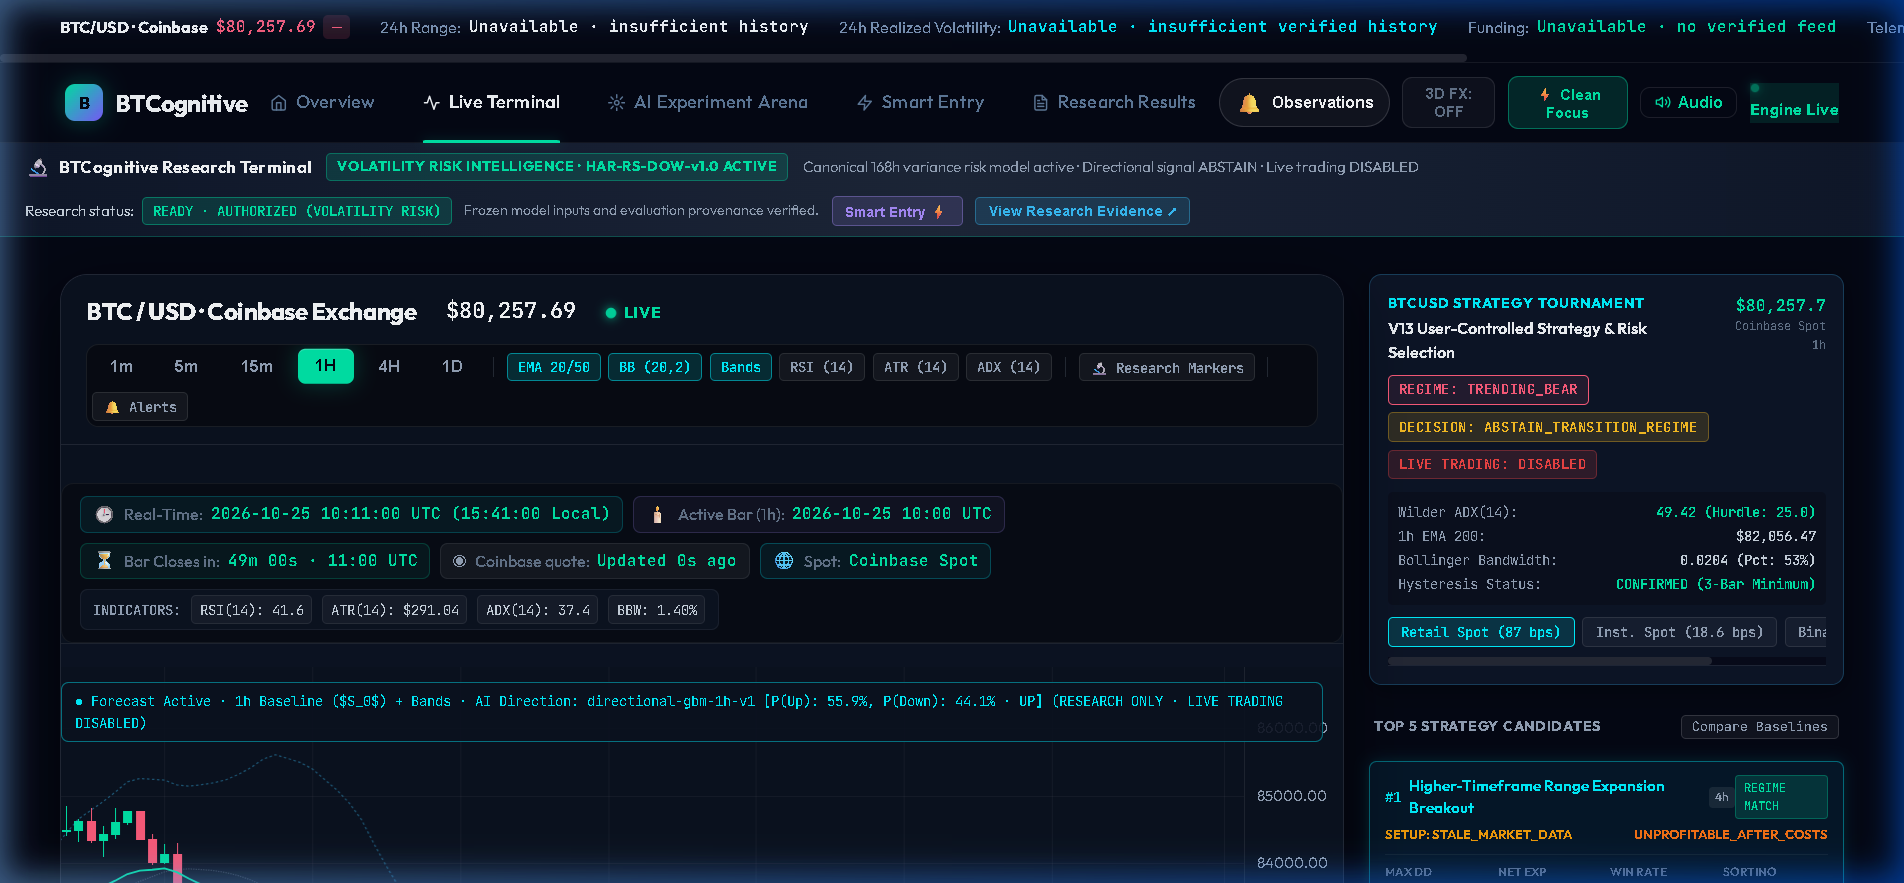 BTC/USD · Coinbase $80,257.69 — 24h Range: Unavailable · insufficient history 24h Realized Volatility: Unavailable · insufficient verified history Funding: Unavailable · no verified feed Telen
B BTCognitive Overview Live Terminal AI Experiment Arena Smart Entry Research Results Observations
3D FX:
OFF
Clean
Focus
Audio
Engine Live
BTCognitive Research Terminal VOLATILITY RISK INTELLIGENCE · HAR-RS-DOW-v1.0 ACTIVE Canonical 168h variance risk model active · Directional signal ABSTAIN · Live trading DISABLED
Research status: READY · AUTHORIZED (VOLATILITY RISK) Frozen model inputs and evaluation provenance verified. Smart Entry View Research Evidence ↗
BTC / USD · Coinbase Exchange $80,257.69 ● LIVE
1m 5m 15m 1H 4H 1D EMA 20/50 BB (20,2) Bands RSI (14) ATR (14) ADX (14) Research Markers
Alerts
Real-Time: 2026-10-25 10:11:00 UTC (15:41:00 Local) Active Bar (1h): 2026-10-25 10:00 UTC
Bar Closes in: 49m 00s · 11:00 UTC Coinbase quote: Updated 0s ago Spot: Coinbase Spot
INDICATORS: RSI(14): 41.6 ATR(14): $291.04 ADX(14): 37.4 BBW: 1.40%
● Forecast Active · 1h Baseline ($S_0$) + Bands · AI Direction: directional-gbm-1h-v1 [P(Up): 55.9%, P(Down): 44.1% · UP] (RESEARCH ONLY · LIVE TRADING
DISABLED)
86000.00
85000.00
84000.00
BTCUSD STRATEGY TOURNAMENT
$80,257.7
V13 User-Controlled Strategy & Risk
Selection
Coinbase Spot
1h
REGIME: TRENDING_BEAR
DECISION: ABSTAIN_TRANSITION_REGIME
LIVE TRADING: DISABLED
Wilder ADX(14): 49.42 (Hurdle: 25.0)
1h EMA 200: $82,056.47
Bollinger Bandwidth: 0.0204 (Pct: 53%)
Hysteresis Status: CONFIRMED (3-Bar Minimum)
Retail Spot (87 bps) Inst. Spot (18.6 bps) Bina
TOP 5 STRATEGY CANDIDATES Compare Baselines
#1 Higher-Timeframe Range Expansion
Breakout
4h
REGIME
MATCH
SETUP: STALE_MARKET_DATA UNPROFITABLE_AFTER_COSTS
MAX DD NET EXP WIN RATE SORTINO